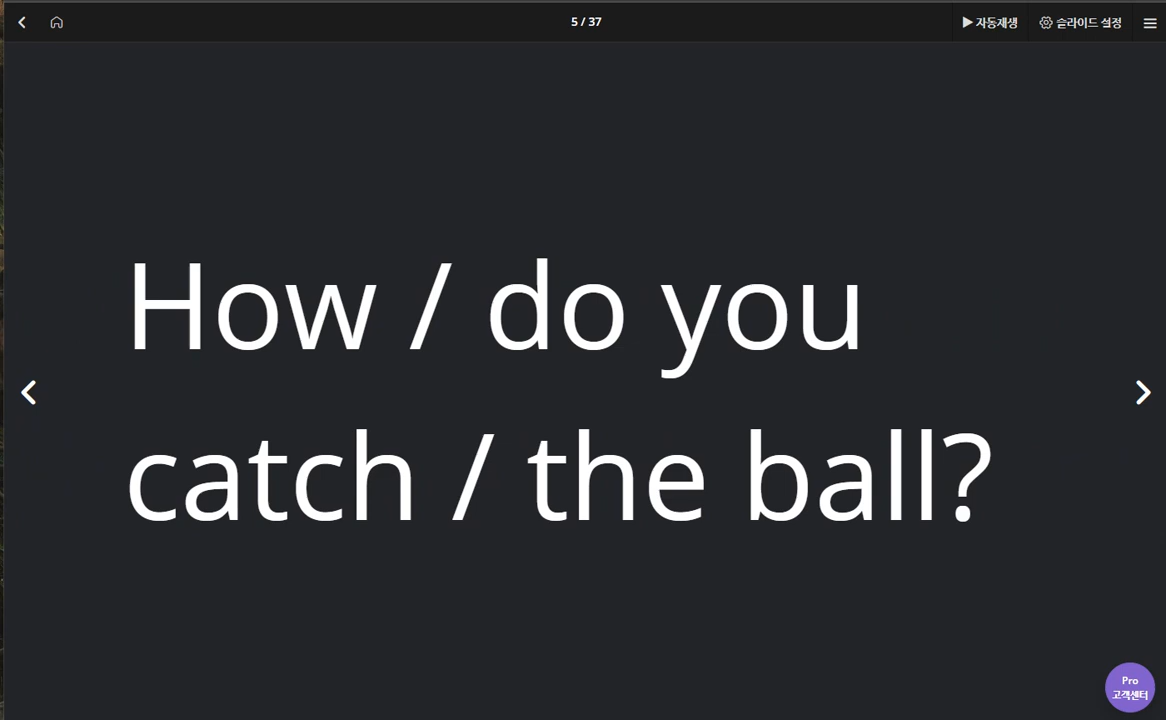 5 / 37
자동재생
슬라이드 설정
How / do you
catch / the ball?
Pro
고객센터